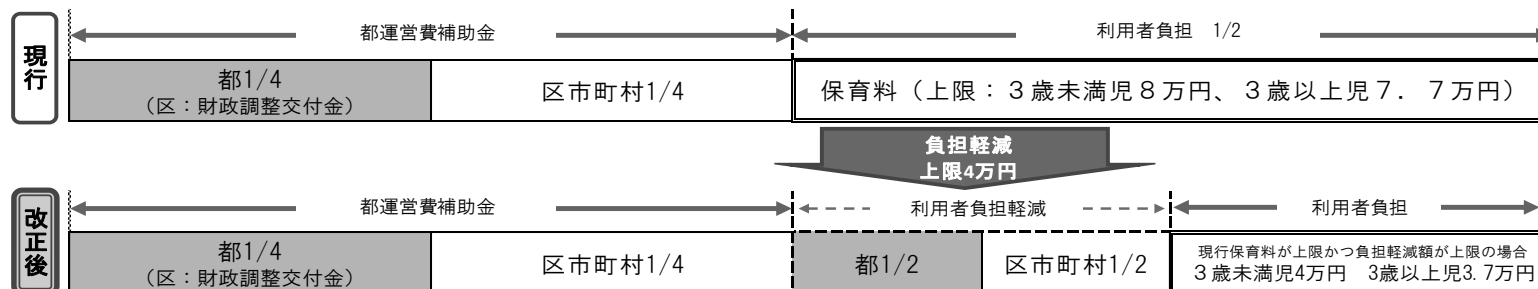 現行
都運営費補助金
利用者負担 1/2
都1/4
（区：財政調整交付金）
区市町村1/4
保育料（上限：３歳未満児８万円、３歳以上児７．７万円）
負担軽減
上限4万円
改正後
都運営費補助金
利用者負担軽減
利用者負担
都1/4
（区：財政調整交付金）
区市町村1/4
都1/2
区市町村1/2
現行保育料が上限かつ負担軽減額が上限の場合
３歳未満児4万円　3歳以上児3.7万円